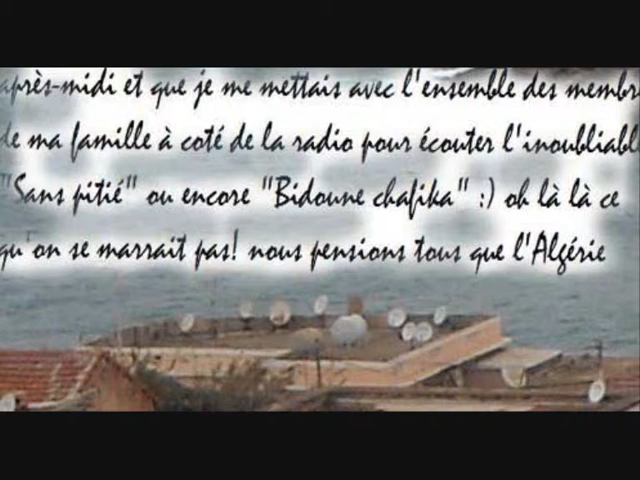 après-midi et que je me mettais avec l'ensemble des membr
de ma famille à coté de la radio pour écouter l'inoubliabl
"Sans pitié" ou encore "Bidoune chafika" :) oh là là ce
qu'on se marrait pas! nous pensions tous que l'Algérie